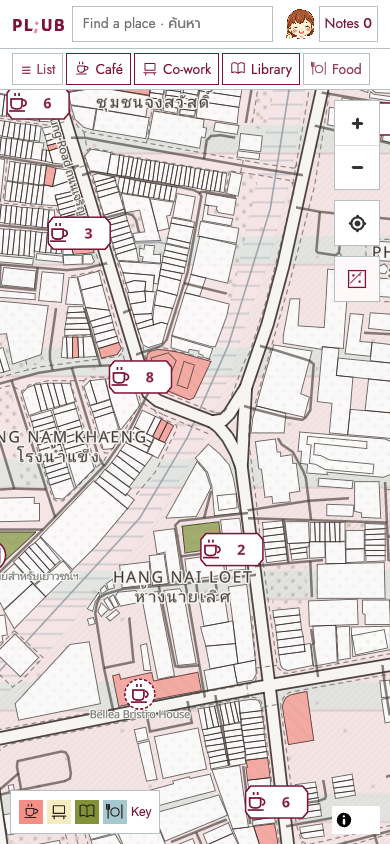 PL;UB
Find a place · ค้นหา
Notes 0
List
Café
Co-work
Library
Food
6
ชุมชนจงสวัสดิ์
3
8
NG NAM KHAENG
โรงน้ำแข็ง
2
HANG NAI LOET
หางนายเลิศ
Bellea Bristro House
6
Key